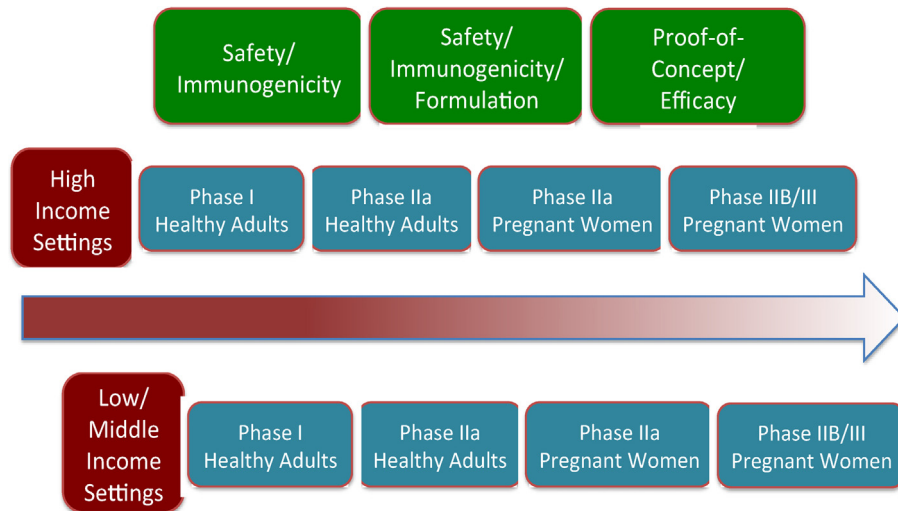 Safety/
Immunogenicity
Safety/
Immunogenicity/
Formulation
Proof-of-
Concept/
Efficacy
High
Income
Settings
Phase I
Healthy Adults
Phase IIa
Healthy Adults
Phase IIa
Pregnant Women
Phase IIB/III
Pregnant Women
Low/
Middle
Income
Settings
Phase I
Healthy Adults
Phase IIa
Healthy Adults
Phase IIa
Pregnant Women
Phase IIB/III
Pregnant Women